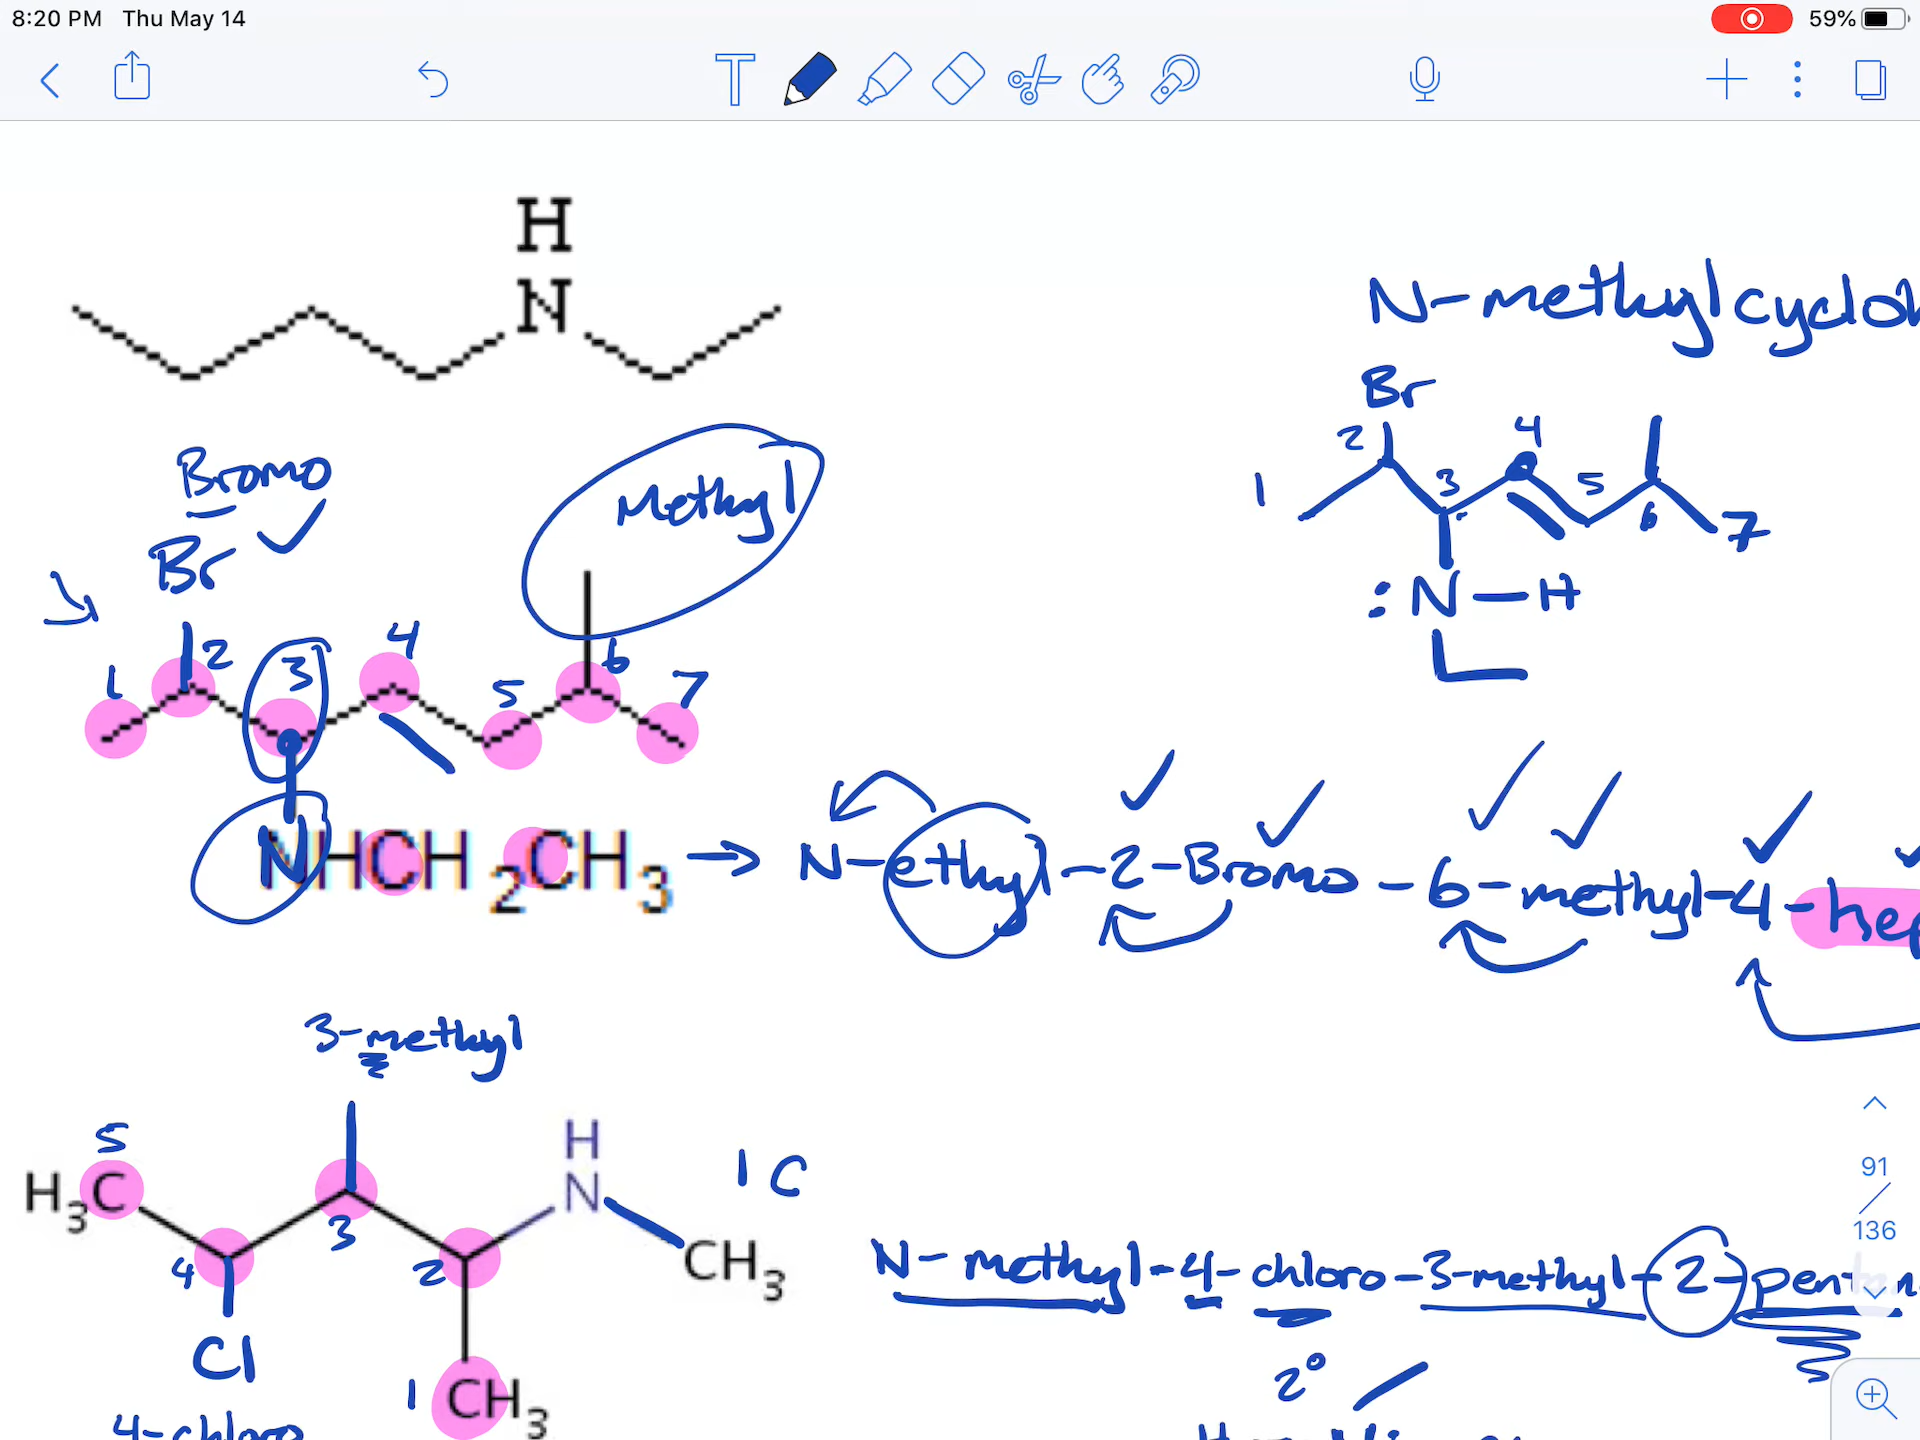 8:20 PM Thu May 14
59%
T
H
N
N-methylcyclo
Br
2 4
1 3 5 6 7
:N-H
Bromo
Br
Methyl
1 2 3 4 5 6 7
NHCH2CH3 → N-ethyl-2-Bromo-6-methyl-4-hep
3-methyl
5
H3C
4
3
2
H
N
CH3
1 C
Cl
1 CH3
4-chloro
N-methyl-4-chloro-3-methyl-2-pent
2°
91
136